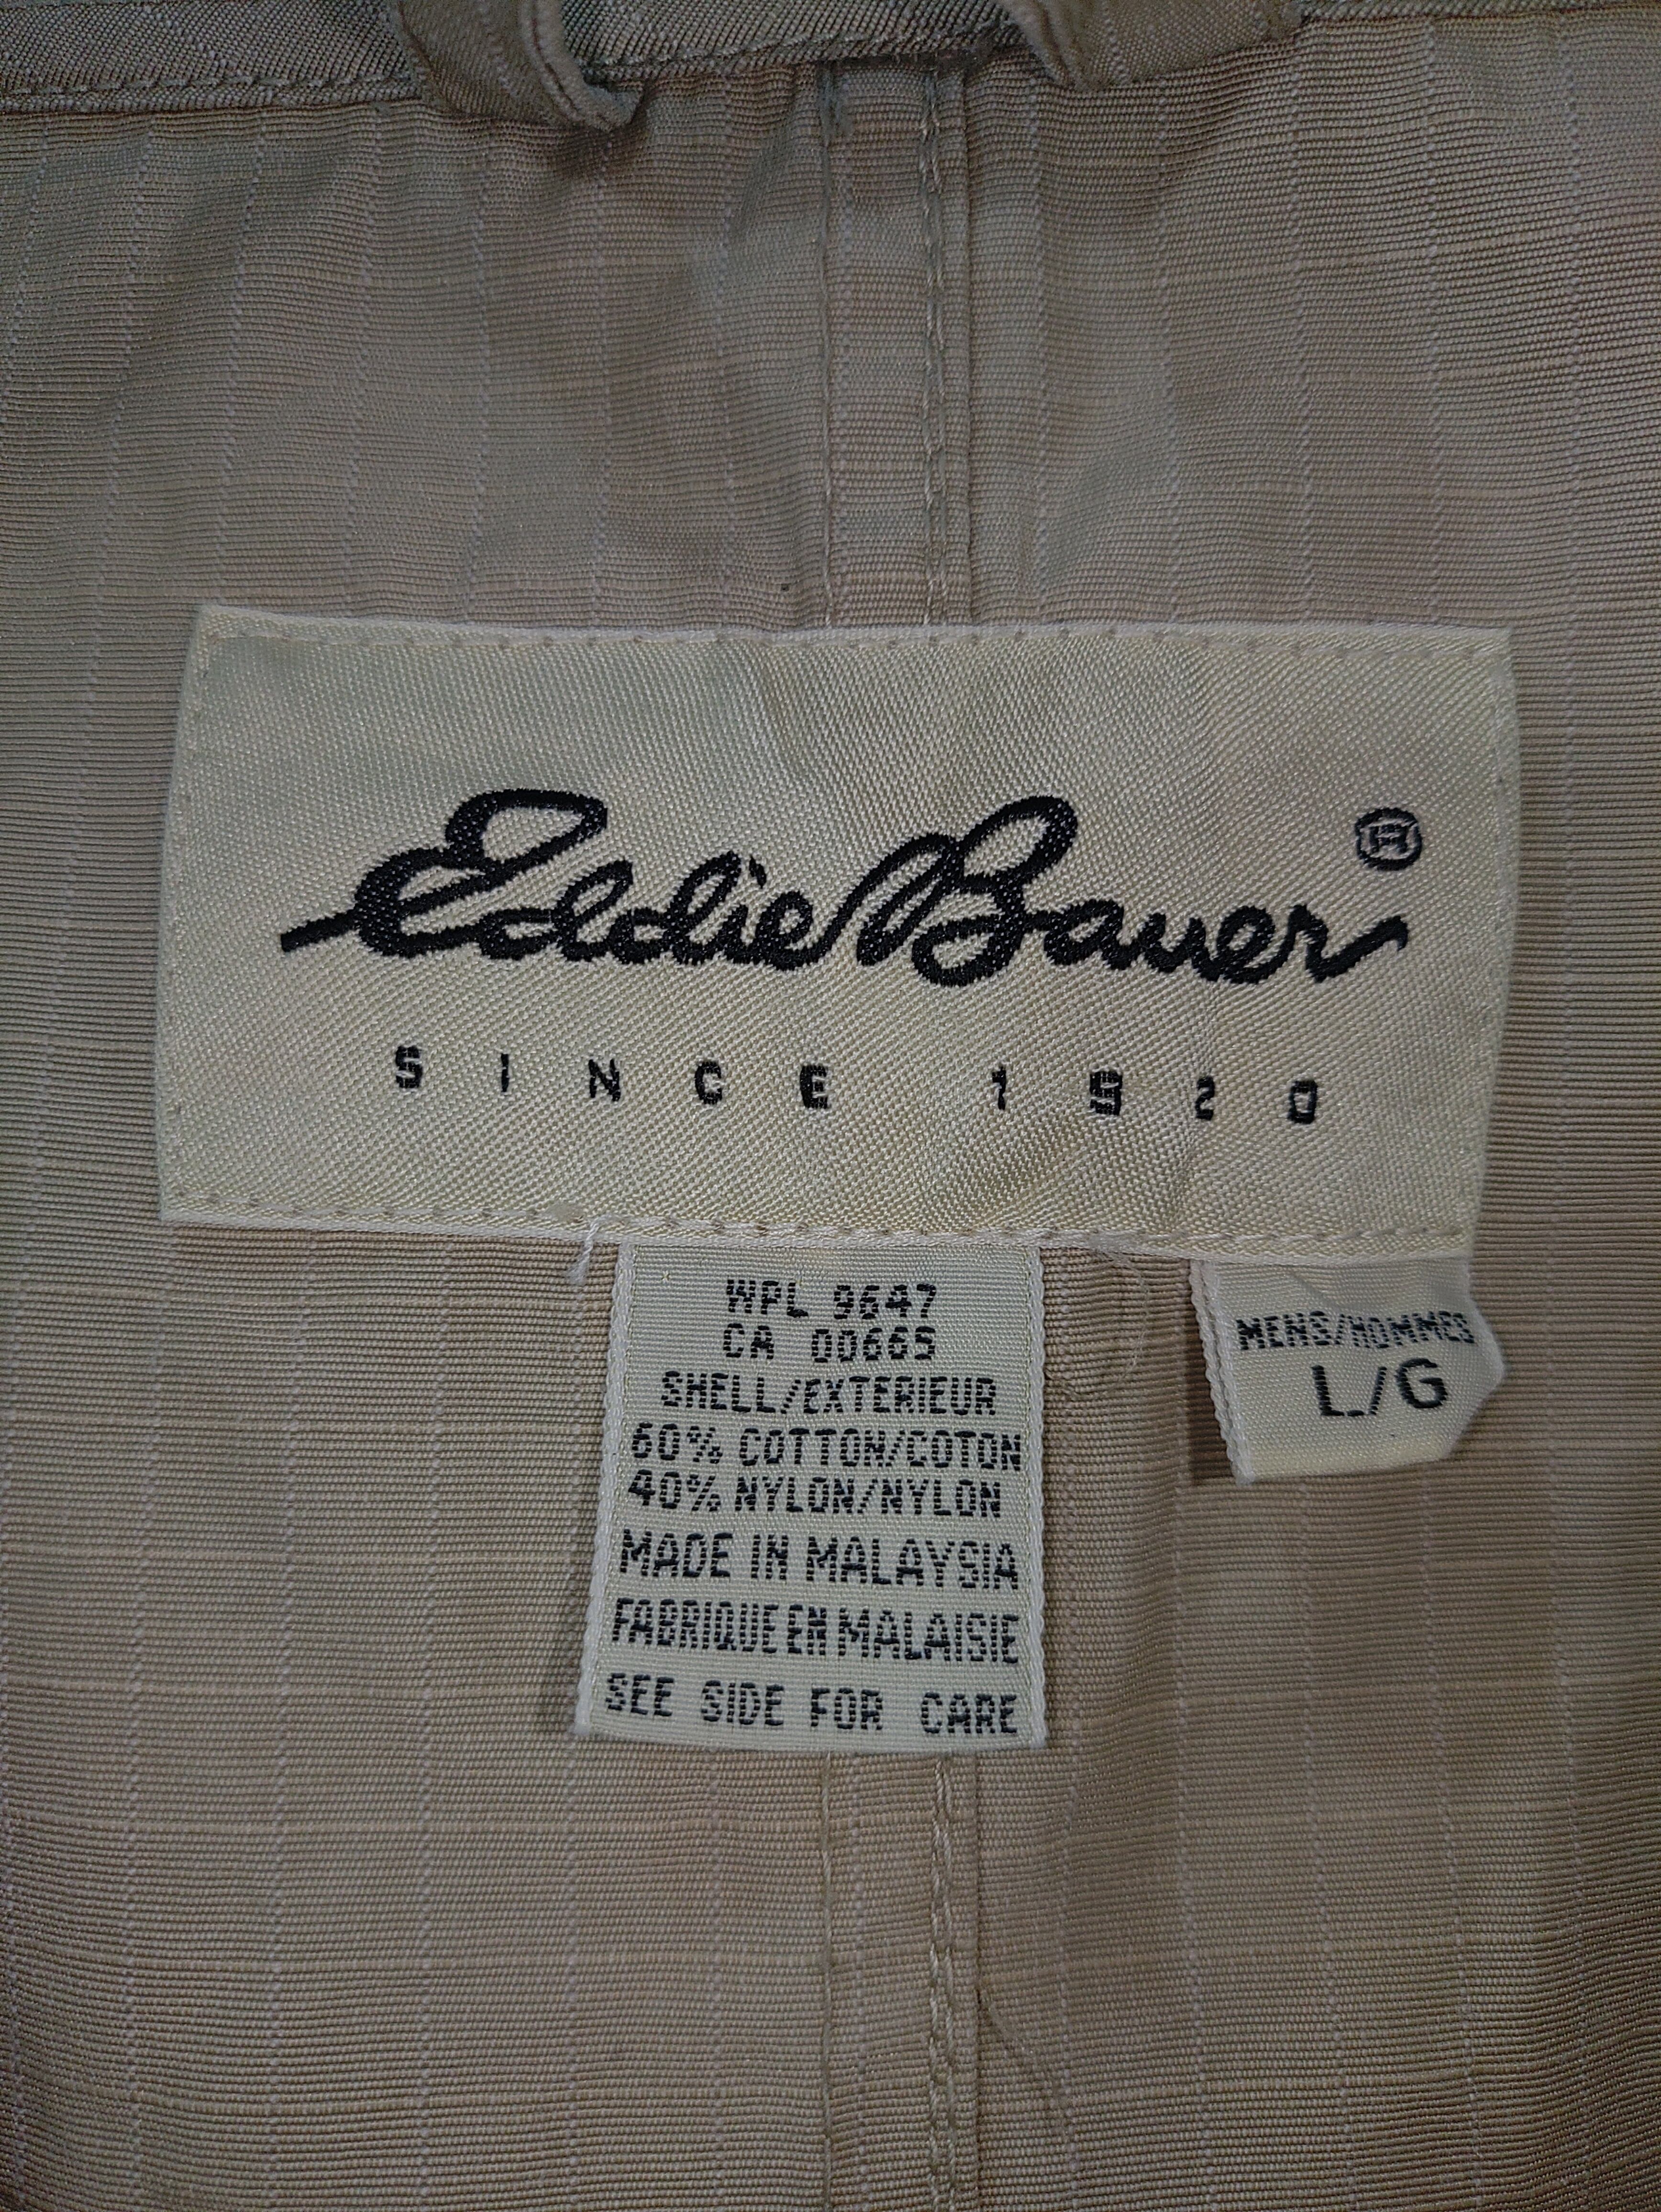 Eddie Bauer ®
SINCE 1920
WPL 9647
CA 00665
SHELL/EXTERIEUR
60% COTTON/COTON
40% NYLON/NYLON
MADE IN MALAYSIA
FABRIQUE EN MALAISIE
SEE SIDE FOR CARE
MENS/HOMMES
L/G